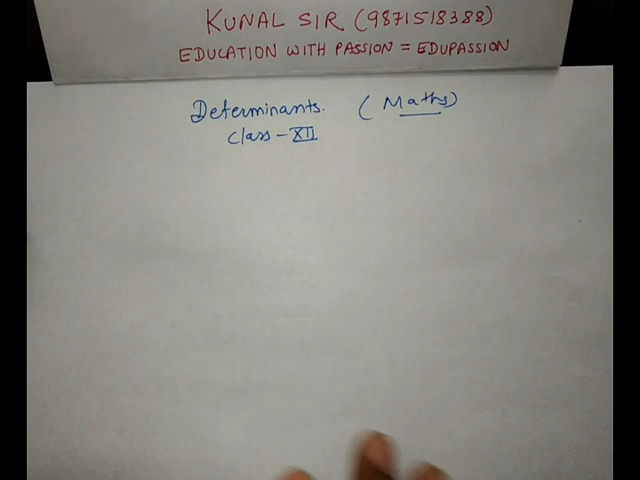 KUNAL SIR (9871518388)
EDUCATION WITH PASSION = EDUPASSION
Determinants. (Maths)
Class - XII